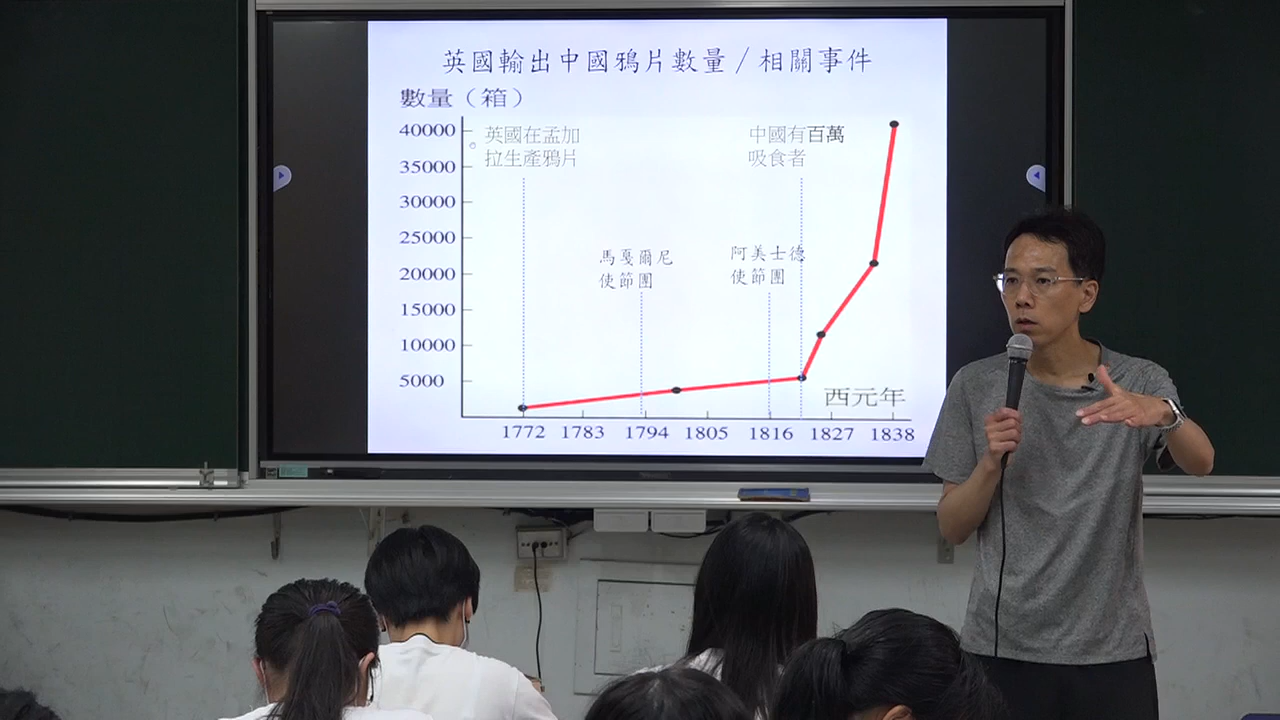 英國輸出中國鴉片數量/相關事件
數量（箱）
40000
35000
30000
25000
20000
15000
10000
5000
英國在孟加
拉生產鴉片
中國有百萬
吸食者
馬戛爾尼
使節團
阿美士德
使節團
西元年
1772 1783 1794 1805 1816 1827 1838